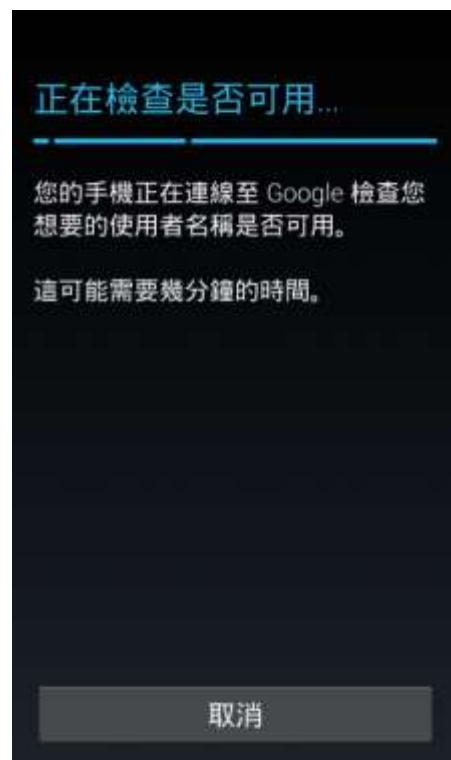 正在檢查是否可用...
您的手機正在連線至 Google 檢查您
想要的使用者名稱是否可用。
這可能需要幾分鐘的時間。
取消